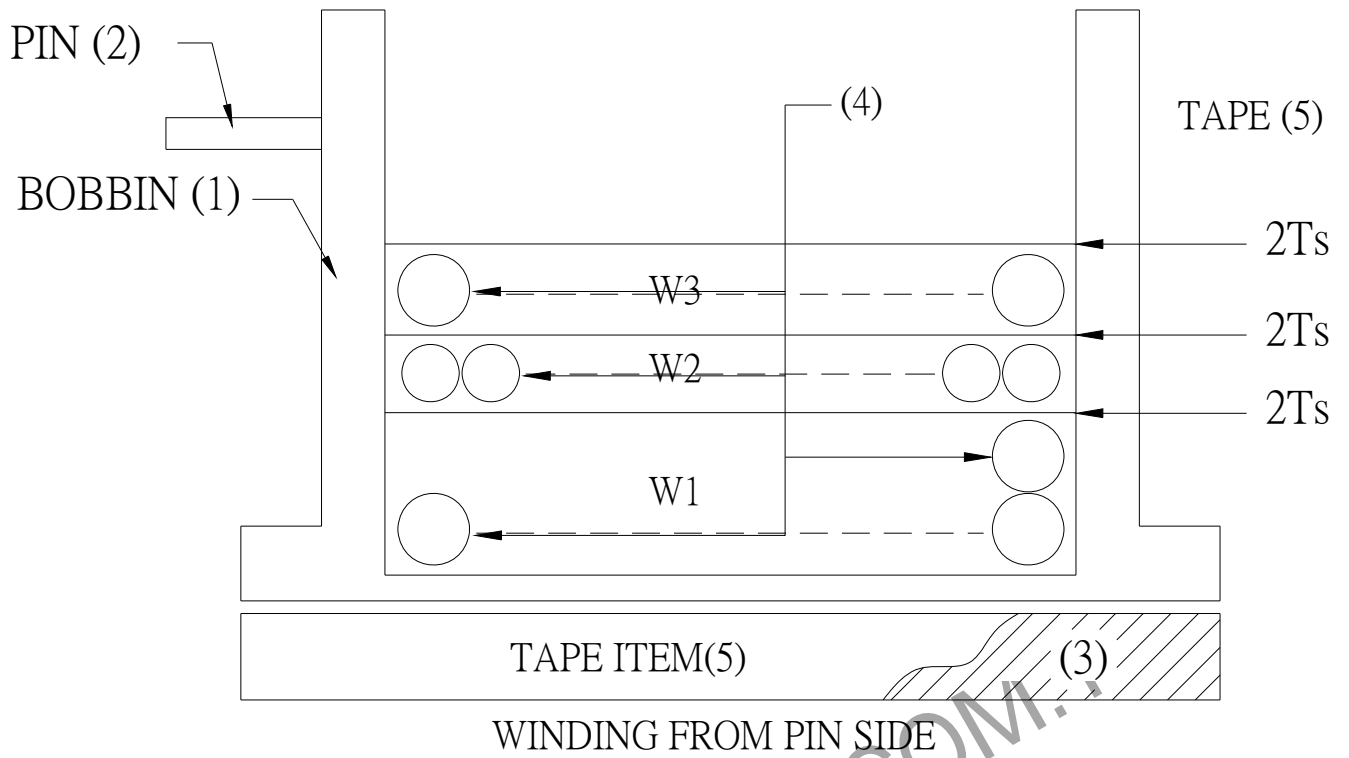 PIN (2)
(4)
TAPE (5)
BOBBIN (1)
2Ts
W3
2Ts
W2
2Ts
W1
TAPE ITEM(5)
(3)
WINDING FROM PIN SIDE
COM.